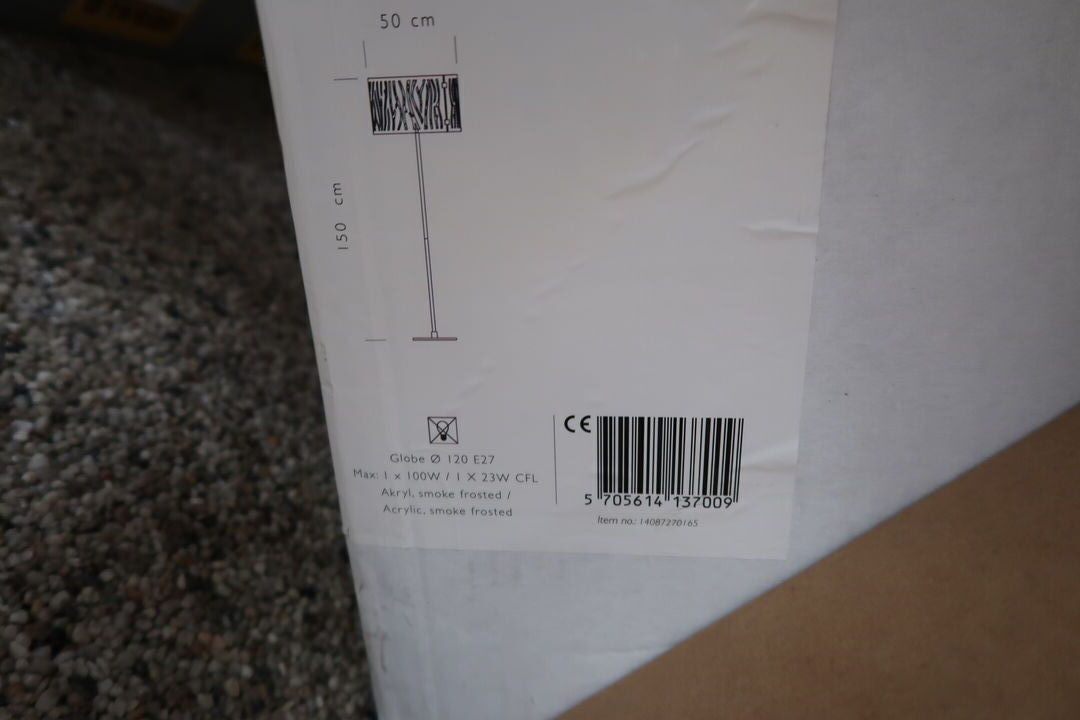 50 cm
150 cm
Globe Ø 120 E27
Max: 1 x 100W / 1 X 23W CFL
Akryl, smoke frosted /
Acrylic, smoke frosted
CE
5 705614 137009
Item no.: 14087270165